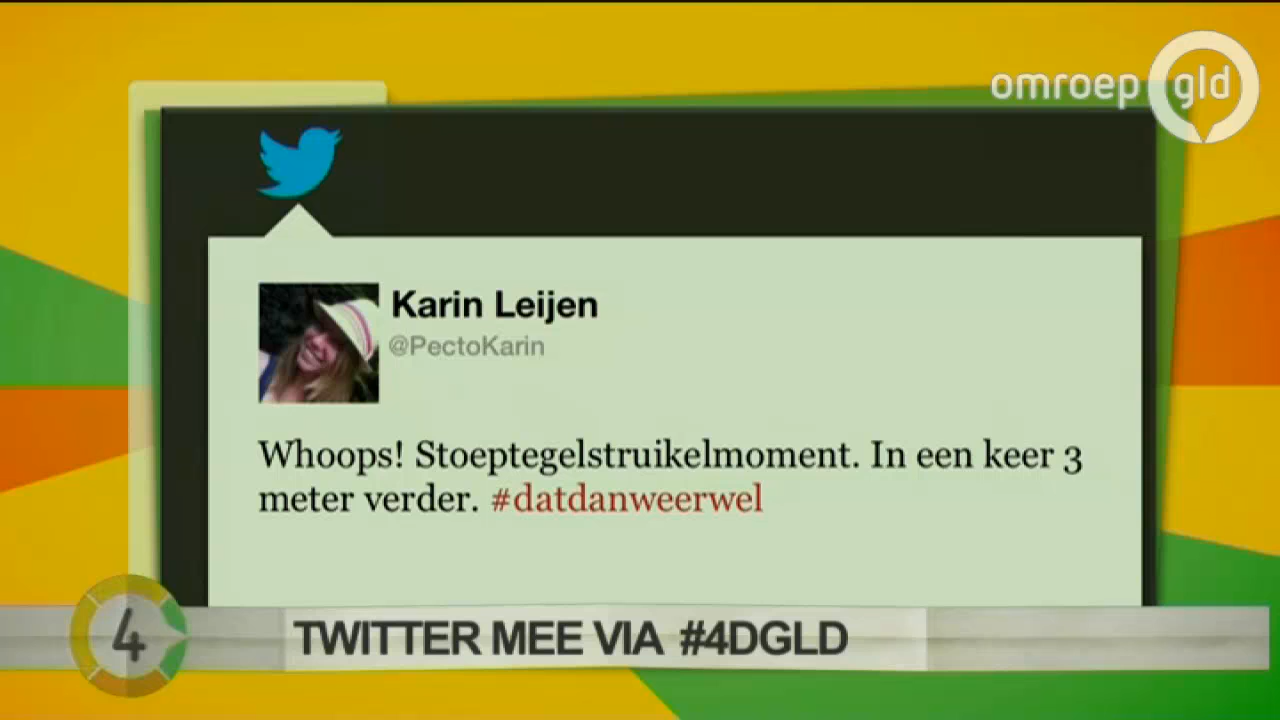 omroep gld
Karin Leijen
@PectoKarin
Whoops! Stoeptegelstruikelmoment. In een keer 3
meter verder. #datdanweerwel
4
TWITTER MEE VIA #4DGLD